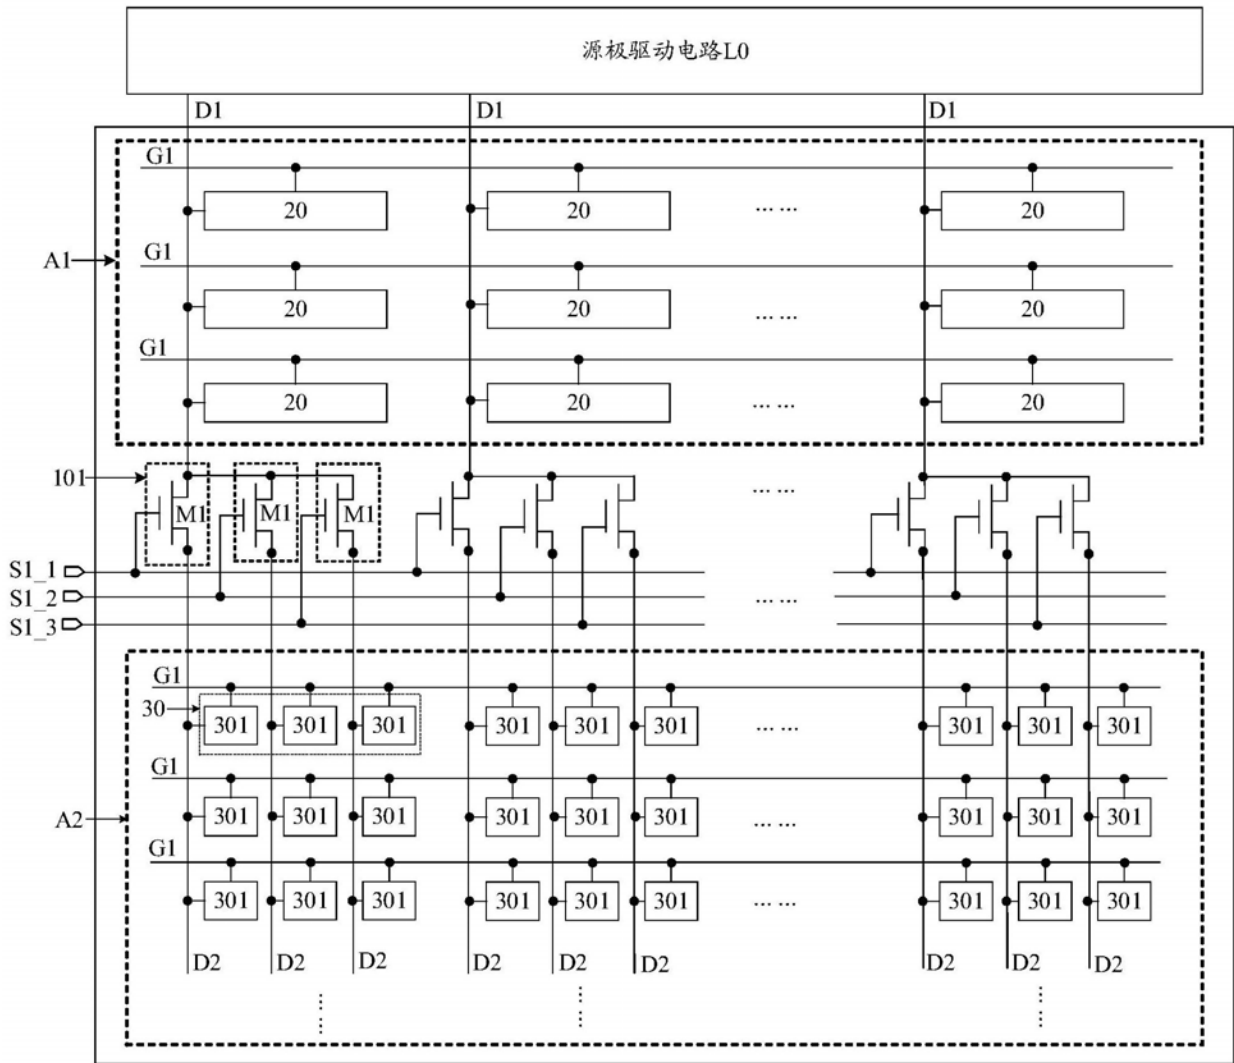 源极驱动电路L0
D1 D1 D1
G1
20 20 ... ... 20
A1
G1
20 20 ... ... 20
G1
20 20 ... ... 20
101
M1 M1 M1 ... ...
S1_1
S1_2 ... ...
S1_3
G1
30
301 301 301 301 301 301 ... ... 301 301 301
G1
A2
301 301 301 301 301 301 ... ... 301 301 301
G1
301 301 301 301 301 301 ... ... 301 301 301
D2 D2 D2 D2 D2 D2 D2 D2 D2